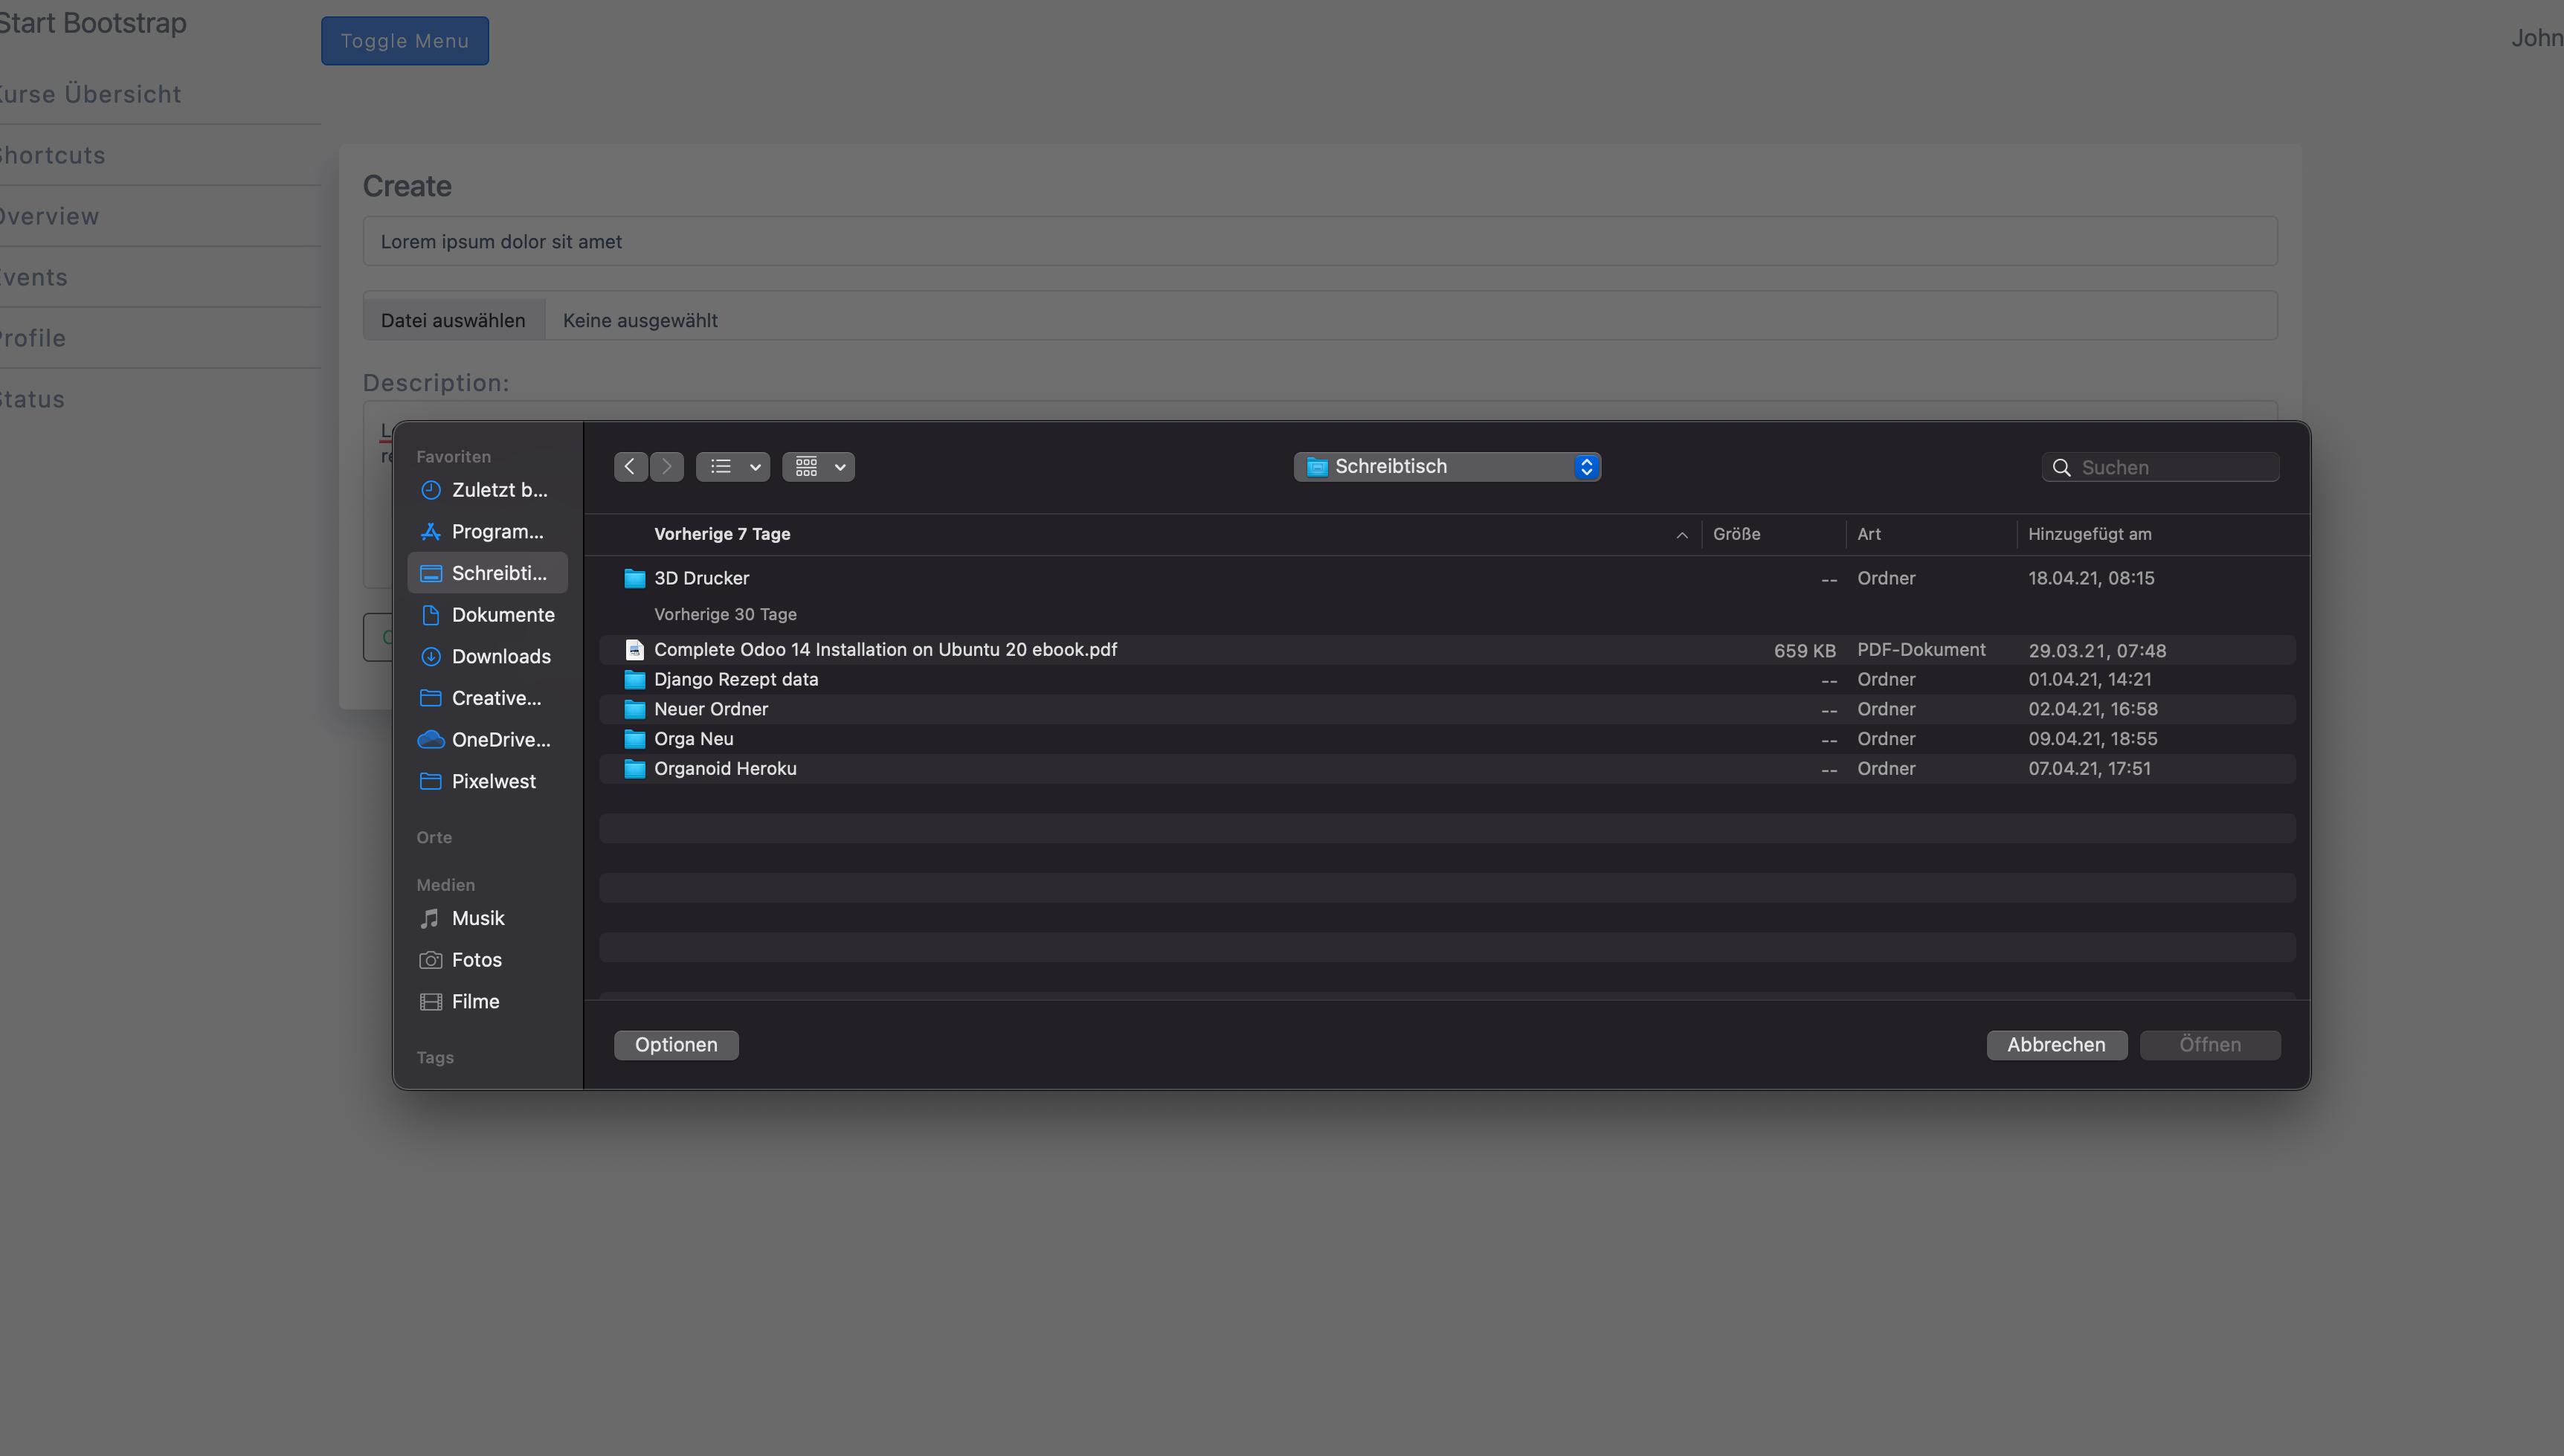 Start Bootstrap
Toggle Menu
John
Kurse Übersicht
Shortcuts
Overview
Events
Profile
Status
Create
Lorem ipsum dolor sit amet
Datei auswählen Keine ausgewählt
Description:
Favoriten
Zuletzt b...
Program...
Schreibti...
Dokumente
Downloads
Creative...
OneDrive...
Pixelwest
Orte
Medien
Musik
Fotos
Filme
Tags
Schreibtisch
Suchen
Vorherige 7 Tage Größe Art Hinzugefügt am
3D Drucker -- Ordner 18.04.21, 08:15
Vorherige 30 Tage
Complete Odoo 14 Installation on Ubuntu 20 ebook.pdf 659 KB PDF-Dokument 29.03.21, 07:48
Django Rezept data -- Ordner 01.04.21, 14:21
Neuer Ordner -- Ordner 02.04.21, 16:58
Orga Neu -- Ordner 09.04.21, 18:55
Organoid Heroku -- Ordner 07.04.21, 17:51
Optionen
Abbrechen
Öffnen